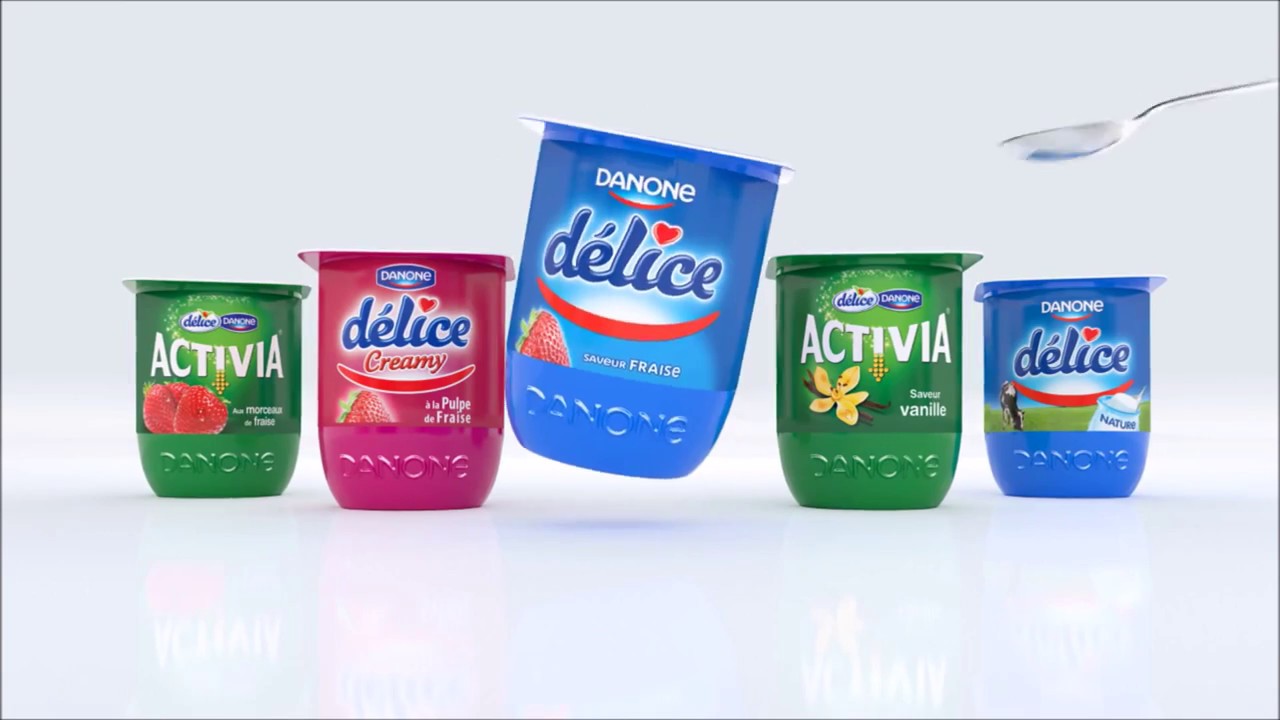 délice DANONE
ACTIVIA
Aux morceaux
de fraise
DANONE
DANONE
délice
Creamy
à la Pulpe
de Fraise
DANONE
DANONE
délice
SAVEUR FRAISE
DANONE
délice DANONE
ACTIVIA
Saveur
vanille
DANONE
DANONE
délice
NATURE
DANONE